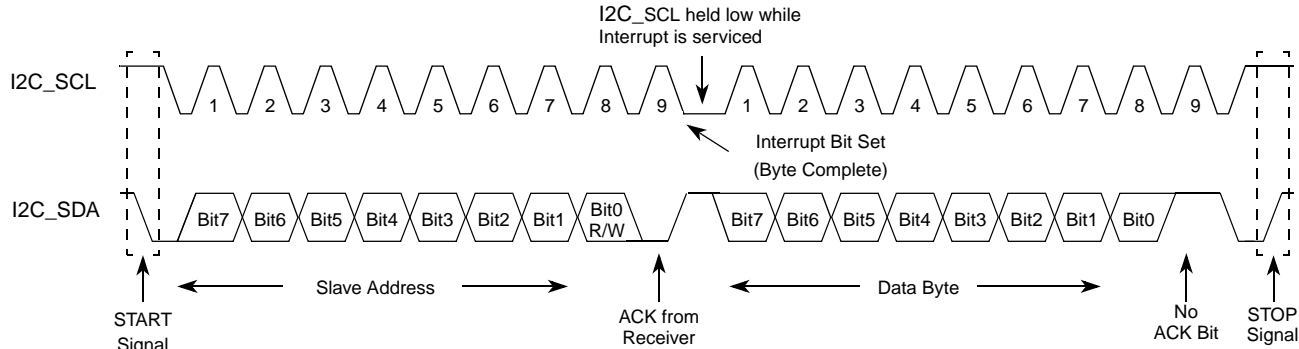 I2C_SCL held low while
Interrupt is serviced
I2C_SCL
1 2 3 4 5 6 7 8 9 1 2 3 4 5 6 7 8 9
Interrupt Bit Set
(Byte Complete)
I2C_SDA
Bit7 Bit6 Bit5 Bit4 Bit3 Bit2 Bit1 Bit0 R/W Bit7 Bit6 Bit5 Bit4 Bit3 Bit2 Bit1 Bit0
Slave Address
Data Byte
START
Signal
ACK from
Receiver
No
ACK Bit
STOP
Signal